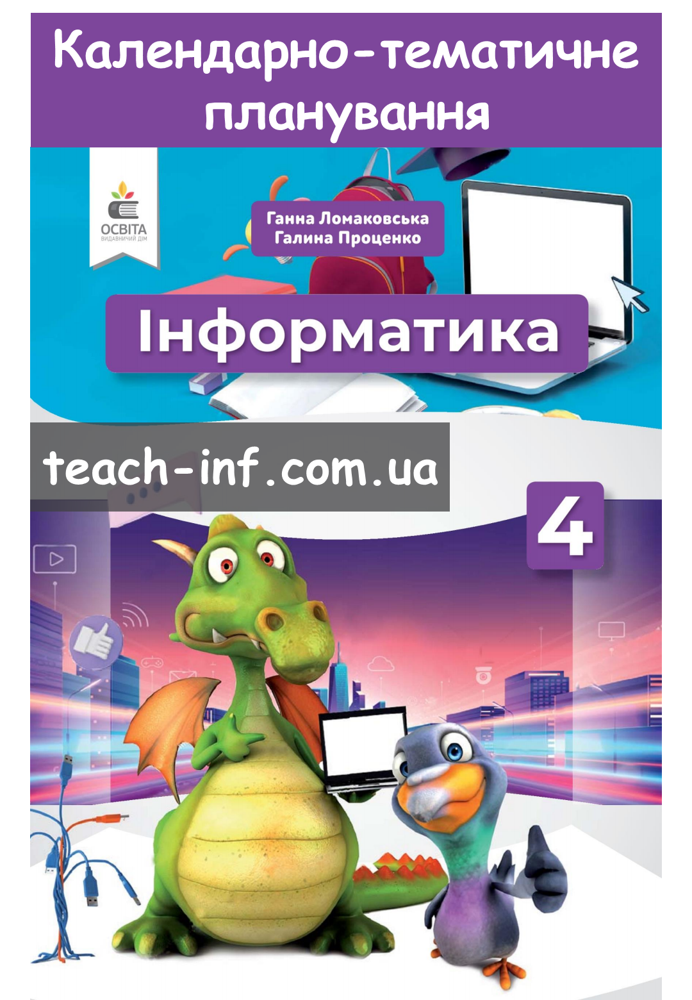 Календарно-тематичне
планування
ОСВІТА
ВИДАВНИЧИЙ ДІМ
Ганна Ломаковська
Галина Проценко
Інформатика
teach-inf.com.ua
4